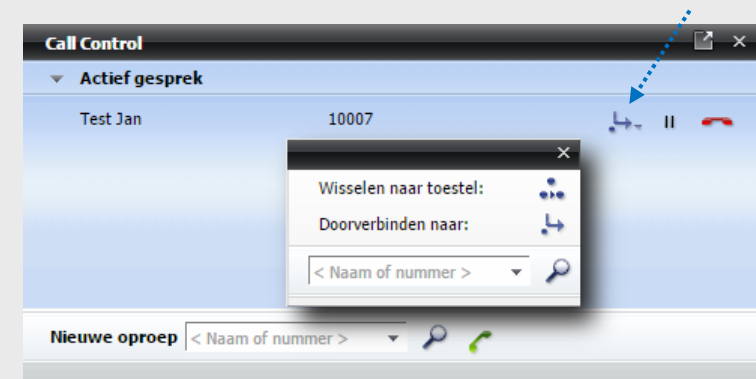 Call Control
Actief gesprek
Test Jan 10007
Wisselen naar toestel:
Doorverbinden naar:
< Naam of nummer >
Nieuwe oproep < Naam of nummer >